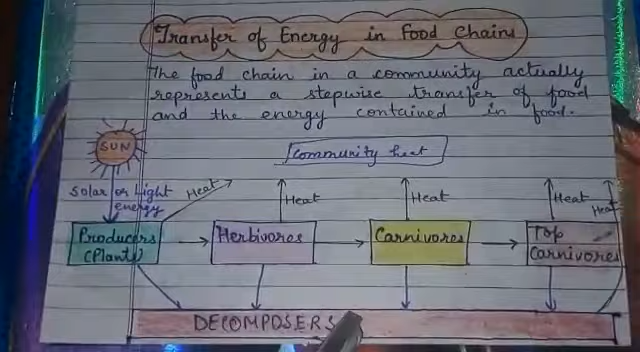 Transfer of Energy in Food Chains
The food chain in a community actually
represents a stepwise transfer of food
and the energy contained in food.
SUN
Community heat
Solar or Light
energy
Heat
Heat
Heat
Heat
Heat
Producers
(Plant)
Herbivores
Carnivores
Top
Carnivores
DECOMPOSERS